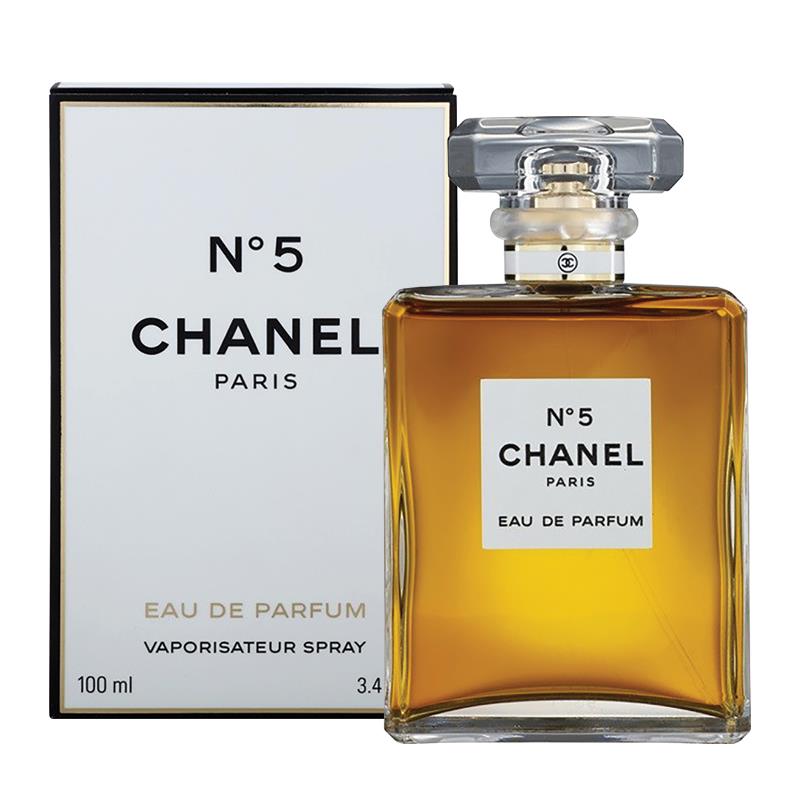 N°5
CHANEL
PARIS
EAU DE PARFUM
VAPORISATEUR SPRAY
100 ml 3.4
N°5
CHANEL
PARIS
EAU DE PARFUM